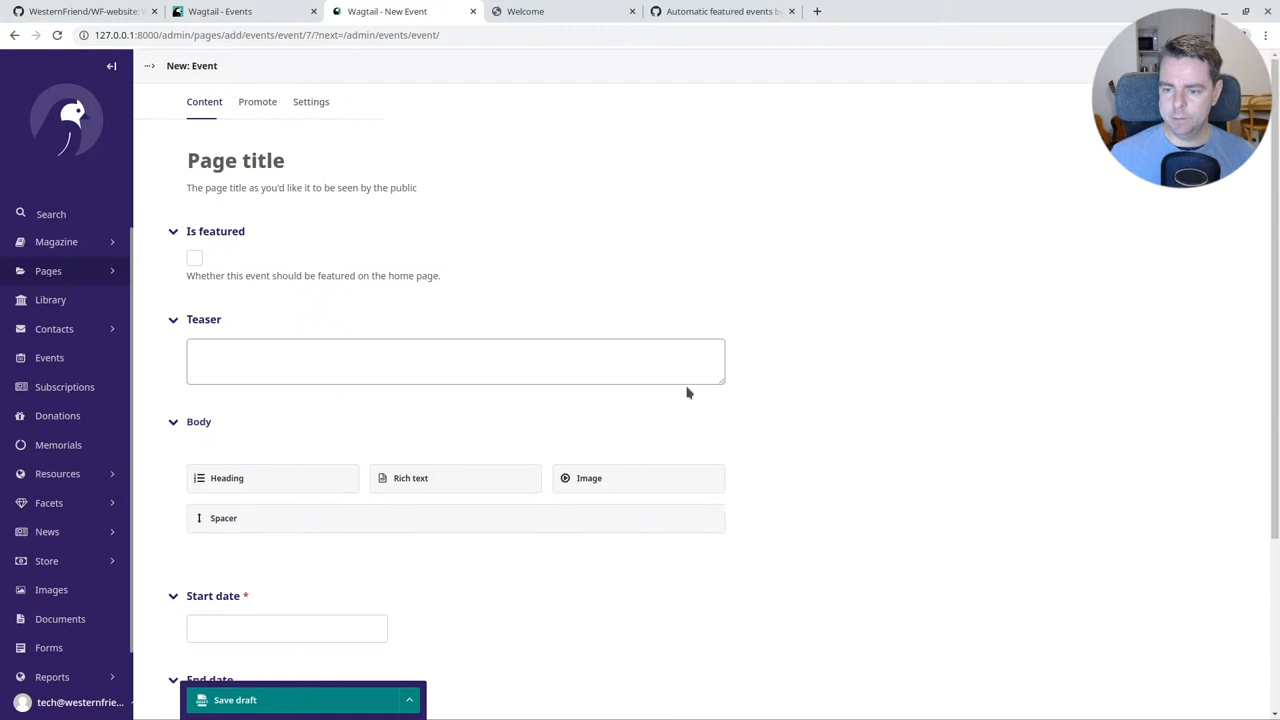 WesternFriend/WF-website:
Wagtail - Events
Wagtail - New Event
Welcome
Automatic featured events by
127.0.0.1:8000/admin/pages/add/events/event/7/?next=/admin/events/event/
New: Event
Content
Promote
Settings
Page title
The page title as you'd like it to be seen by the public
Search
Magazine
Pages
Library
Contacts
Events
Subscriptions
Donations
Memorials
Resources
Facets
News
Store
Images
Documents
Forms
Reports
tech@westernfrie...
Is featured
Whether this event should be featured on the home page.
Teaser
Body
Heading
Rich text
Image
Spacer
Start date *
End date
DRAFT
Save draft